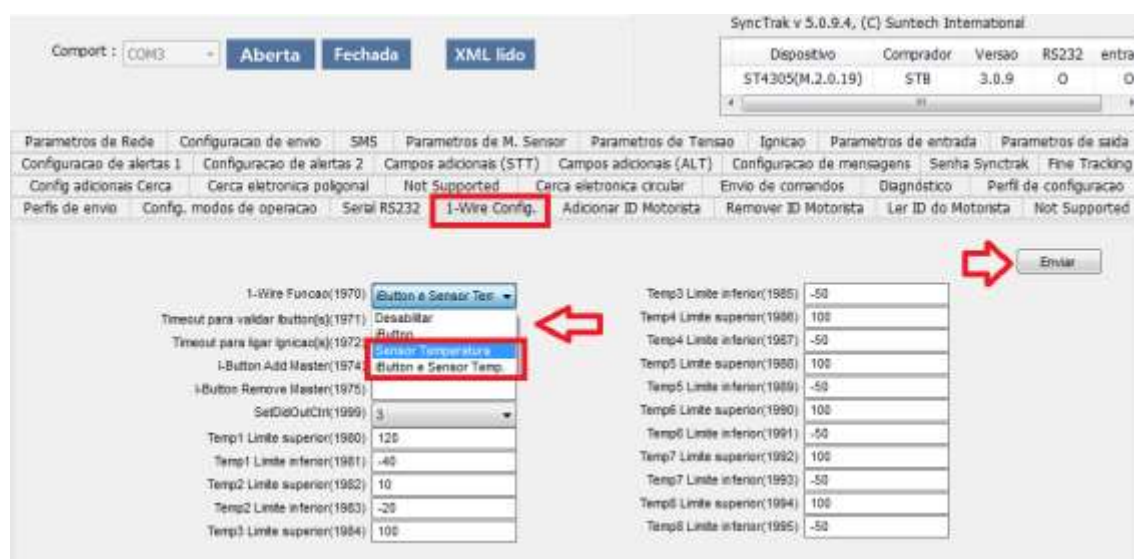 SyncTrak v 5.0.9.4, (C) Suntech International
Comport : COM3 Aberta Fechada XML lido
Dispositivo Comprador Versao RS232 entra
ST4305(M.2.0.19) STB 3.0.9 O O
Parametros de Rede Configuracao de envio SMS Parametros de M. Sensor Parametros de Tensao Ignicao Parametros de entrada Parametros de saida
Configuracao de alertas 1 Configuracao de alertas 2 Campos adicionais (STT) Campos adicionais (ALT) Configuracao de mensagens Senha Synctrak Fine Tracking
Config adicionais Cerca Cerca eletronica poligonal Not Supported Cerca eletronica circular Envio de comandos Diagnóstico Perfil de configuracao
Perfis de envio Config. modos de operacao Serial RS232 1-Wire Config. Adicionar ID Motorista Remover ID Motorista Ler ID do Motorista Not Supported
Enviar
1-Wire Funcao(1970) iButton e Sensor Tem
Timeout para validar Ibutton[s](1971) Desabilitar
iButton
Timeout para ligar ignicao[s](1972) Sensor Temperatura
I-Button Add Master(1974) iButton e Sensor Temp.
I-Button Remove Master(1975)
SetDidOutCtrl(1999) 3
Temp1 Limite superior(1980) 120
Temp1 Limite inferior(1981) -40
Temp2 Limite superior(1982) 10
Temp2 Limite inferior(1983) -20
Temp3 Limite superior(1984) 100
Temp3 Limite inferior(1985) -50
Temp4 Limite superior(1986) 100
Temp4 Limite inferior(1987) -50
Temp5 Limite superior(1988) 100
Temp5 Limite inferior(1989) -50
Temp6 Limite superior(1990) 100
Temp6 Limite inferior(1991) -50
Temp7 Limite superior(1992) 100
Temp7 Limite inferior(1993) -50
Temp8 Limite superior(1994) 100
Temp8 Limite inferior(1995) -50